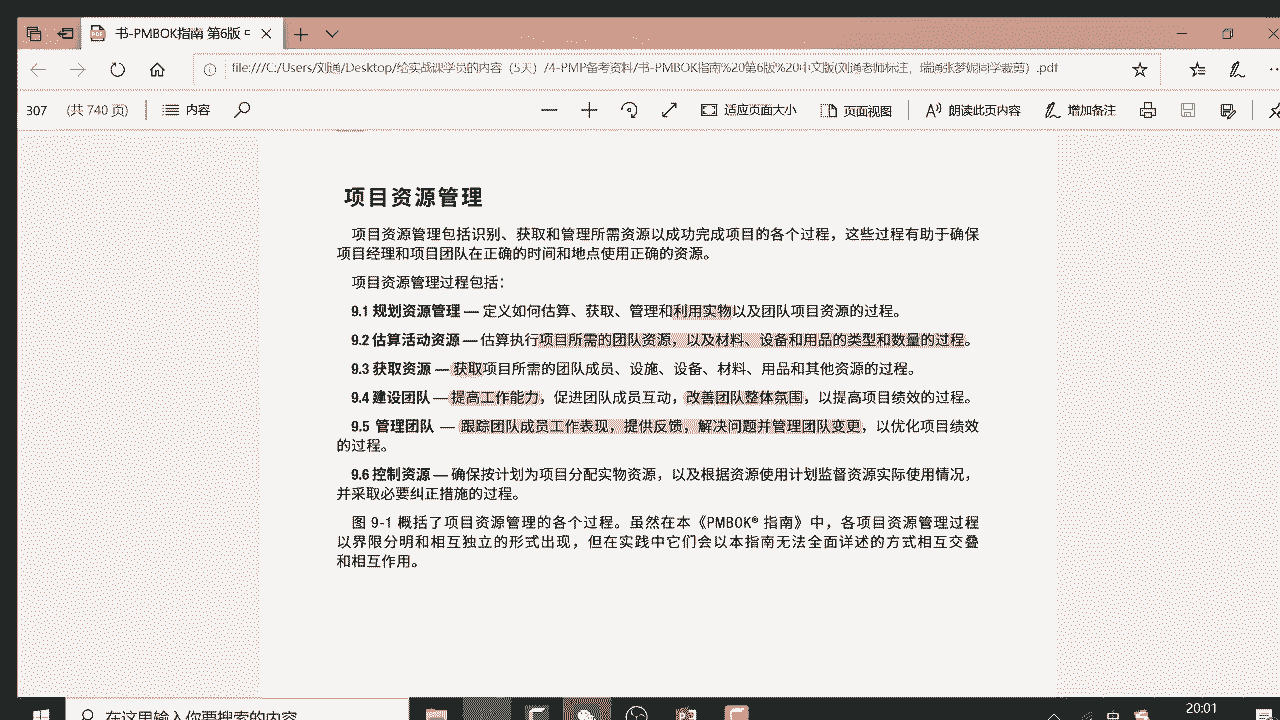 书-PMBOK指南 第6版 中
file:///C:/Users/刘通/Desktop/给实战课学员的内容（5天）/4-PMP备考资料/书-PMBOK指南%20第6版%20中文版(刘通老师标注，瑞通张梦妮同学裁剪）.pdf
307 （共 740 页） 内容 适应页面大小 页面视图 朗读此页内容 增加备注
项目资源管理
项目资源管理包括识别、获取和管理所需资源以成功完成项目的各个过程，这些过程有助于确保
项目经理和项目团队在正确的时间和地点使用正确的资源。
项目资源管理过程包括：
9.1 规划资源管理 — 定义如何估算、获取、管理和利用实物以及团队项目资源的过程。
9.2 估算活动资源 — 估算执行项目所需的团队资源，以及材料、设备和用品的类型和数量的过程。
9.3 获取资源 — 获取项目所需的团队成员、设施、设备、材料、用品和其他资源的过程。
9.4 建设团队 — 提高工作能力，促进团队成员互动，改善团队整体氛围，以提高项目绩效的过程。
9.5 管理团队 — 跟踪团队成员工作表现，提供反馈，解决问题并管理团队变更，以优化项目绩效
的过程。
9.6 控制资源 — 确保按计划为项目分配实物资源，以及根据资源使用计划监督资源实际使用情况，
并采取必要纠正措施的过程。
图 9-1 概括了项目资源管理的各个过程。虽然在本《PMBOK® 指南》中，各项目资源管理过程
以界限分明和相互独立的形式出现，但在实践中它们会以本指南无法全面详述的方式相互交叠
和相互作用。
在这里输入你要搜索的内容
20:01